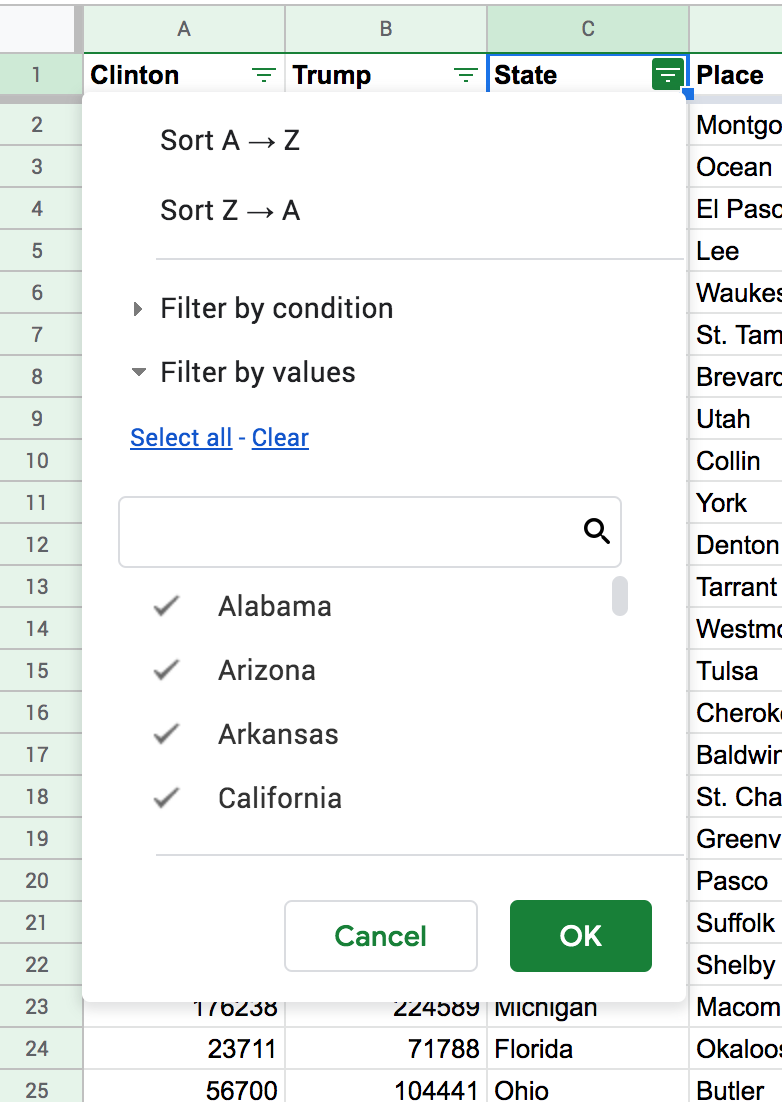 A B C
1 Clinton Trump State Place
Sort A → Z
Sort Z → A
Filter by condition
Filter by values
Select all - Clear
Alabama
Arizona
Arkansas
California
Cancel OK
2 Montgo
3 Ocean
4 El Paso
5 Lee
6 Waukes
7 St. Tam
8 Brevard
9 Utah
10 Collin
11 York
12 Denton
13 Tarrant
14 Westmo
15 Tulsa
16 Cheroke
17 Baldwin
18 St. Cha
19 Greenv
20 Pasco
21 Suffolk
22 Shelby
23 176238 224589 Michigan Macom
24 23711 71788 Florida Okaloos
25 56700 104441 Ohio Butler